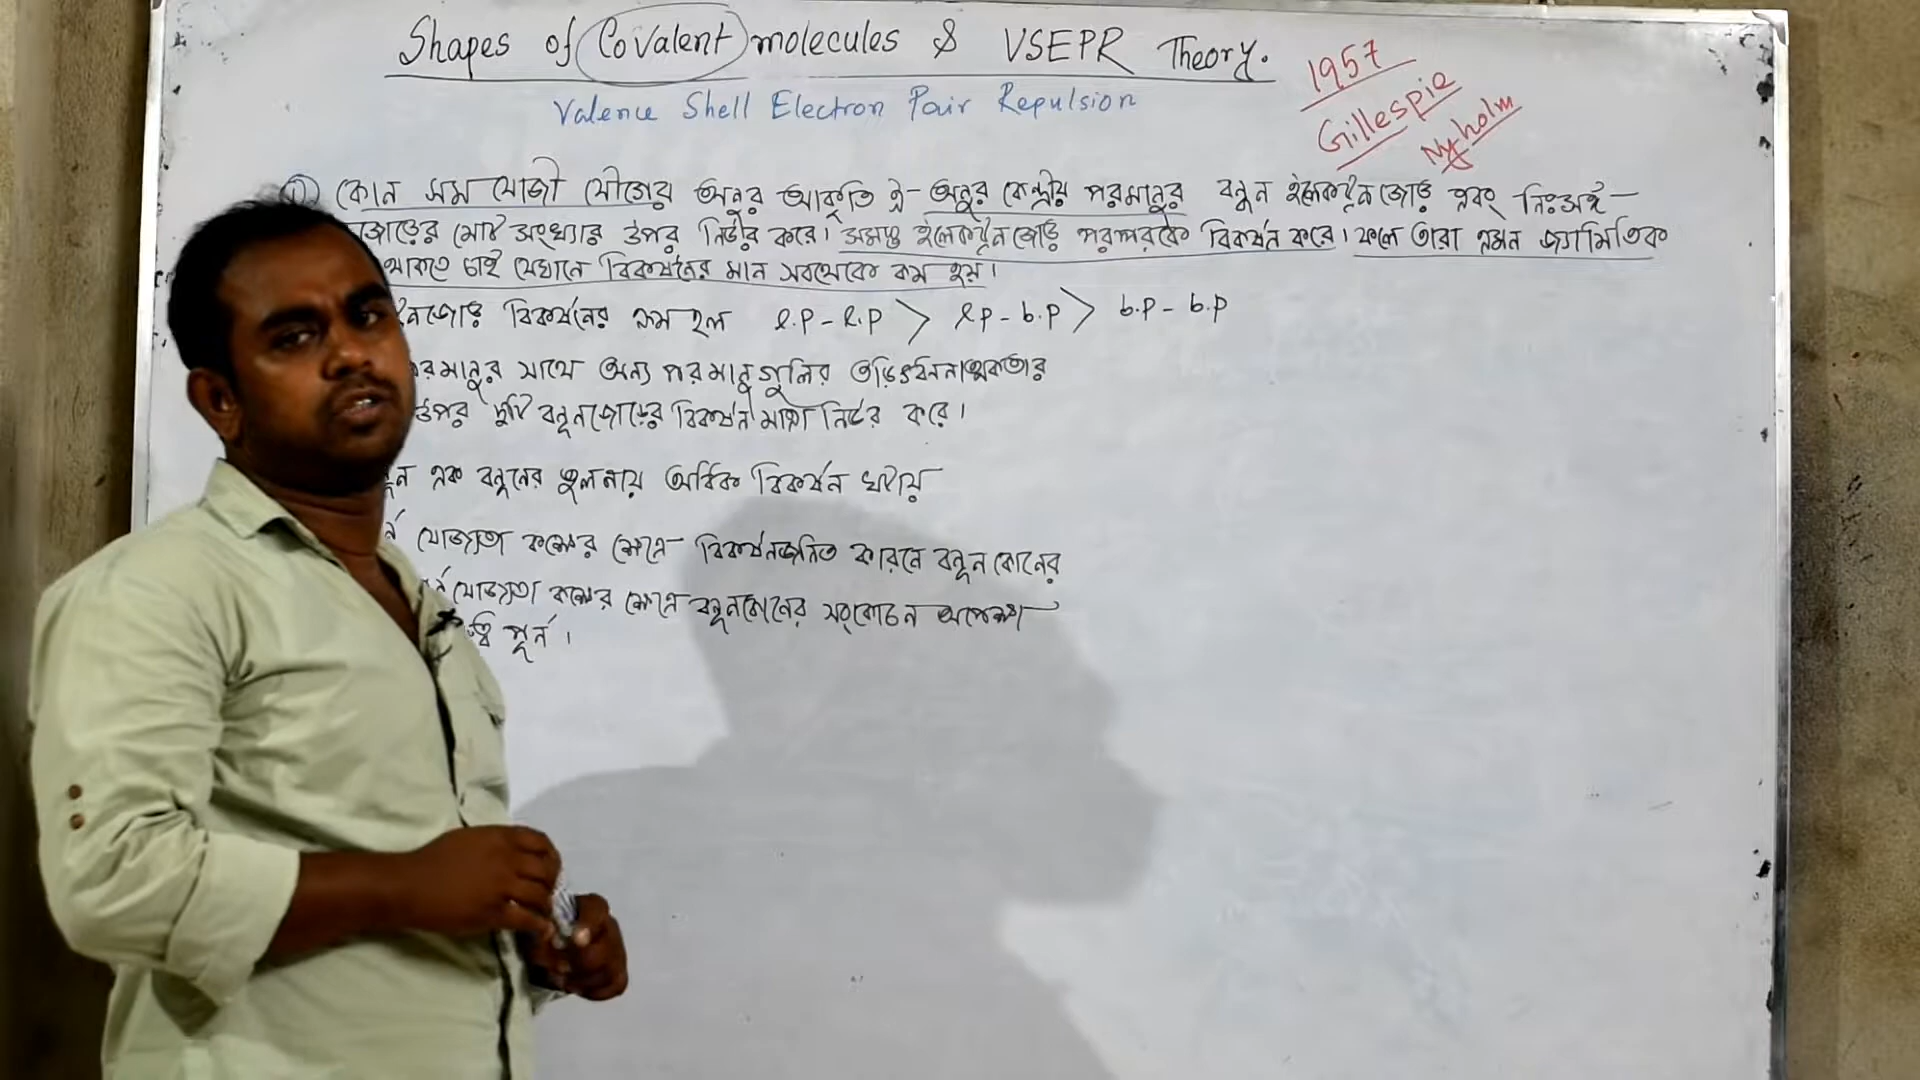 Shapes of Covalent molecules & VSEPR Theory.
1957
Gillespie
Nyholm
Valence Shell Electron Pair Repulsion
① কোন সমযোজী যৌগের অনুর আকৃতি ঐ- অনুর কেন্দ্রীয় পরমানুর বন্ধন ইলেকট্রন জোড় এবং নিঃসঙ্গ-
জোড়ের মোট সংখ্যার উপর নির্ভর করে। সমস্ত ইলেকট্রন জোড় পরস্পরকে বিকর্ষন করে। ফলে তারা এমন জ্যামিতিক
থাকতে চাই যেখানে বিকর্ষনের মান সবথেকে কম হয়।
নজোড় বিকর্ষনের ক্রম হল l.p - l.p > l.p - b.p > b.p - b.p
রমানুর সাথে অন্য পরমানুগুলির তড়িৎঋনাত্মকতার
উপর দুটি বন্ধনজোড়ের বিকর্ষন মাত্রা নির্ভর করে।
ন এক বন্ধনের তুলনায় অধিক বিকর্ষন ঘটায়
র্ন যোজ্যতা কক্ষের ক্ষেত্রে বিকর্ষনজনিত কারনে বন্ধন কোনের
র্ন যোজ্যতা কক্ষের ক্ষেত্রে বন্ধনকোনের সংকোচন অপেক্ষা
ত্ব পূর্ন।